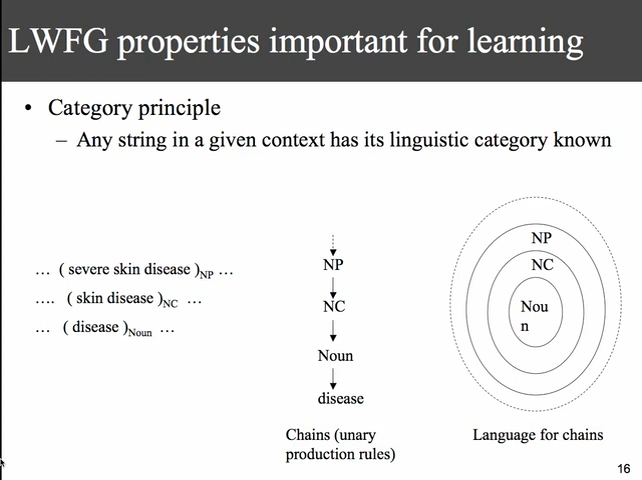 LWFG properties important for learning
• Category principle
– Any string in a given context has its linguistic category known
… ( severe skin disease )NP …
…. ( skin disease )NC …
… ( disease )Noun …
NP
NC
Noun
disease
Chains (unary
production rules)
NP
NC
Nou
n
Language for chains
16